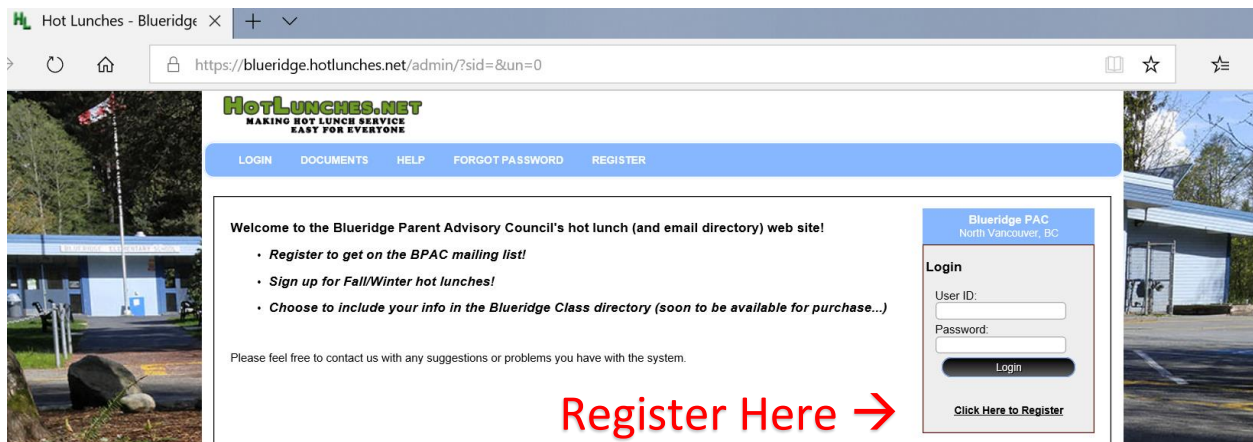 Hot Lunches - Blueridge
https://blueridge.hotlunches.net/admin/?sid=&un=0
HOTLUNCHES.NET
MAKING HOT LUNCH SERVICE
EASY FOR EVERYONE
LOGIN DOCUMENTS HELP FORGOT PASSWORD REGISTER
Welcome to the Blueridge Parent Advisory Council's hot lunch (and email directory) web site!
• Register to get on the BPAC mailing list!
• Sign up for Fall/Winter hot lunches!
• Choose to include your info in the Blueridge Class directory (soon to be available for purchase...)
Please feel free to contact us with any suggestions or problems you have with the system.
Blueridge PAC
North Vancouver, BC
Login
User ID:
Password:
Login
Register Here →
Click Here to Register